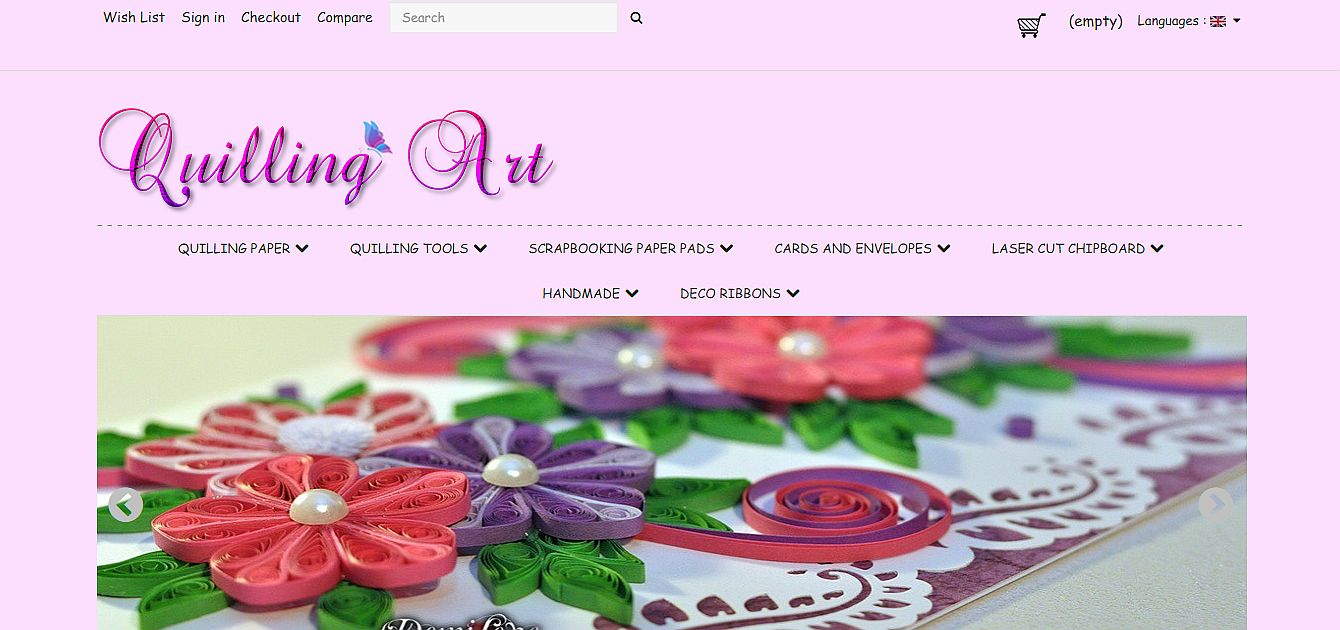 Wish List Sign in Checkout Compare Search (empty) Languages :
Quilling Art
QUILLING PAPER QUILLING TOOLS SCRAPBOOKING PAPER PADS CARDS AND ENVELOPES LASER CUT CHIPBOARD
HANDMADE DECO RIBBONS